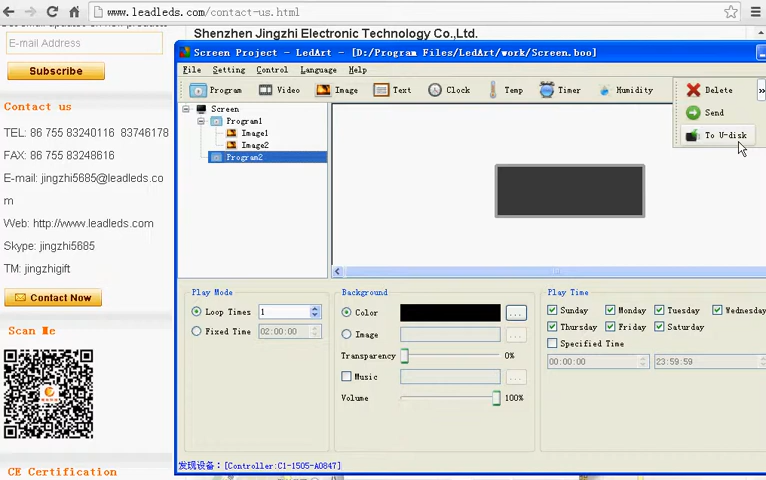 www.leadleds.com/contact-us.html
Shenzhen Jingzhi Electronic Technology Co.,Ltd.
E-mail Address
Subscribe
Contact us
TEL: 86 755 83240116 83746178
FAX: 86 755 83248616
E-mail: jingzhi5685@leadleds.co
m
Web: http://www.leadleds.com
Skype: jingzhi5685
TM: jingzhigift
Contact Now
Scan Me
CE Certification
Screen Project - LedArt - [D:/Program Files/LedArt/work/Screen.boo]
File Setting Control Language Help
Program Video Image Text Clock Temp Timer Humidity
Delete
Send
To U-disk
Screen
Program1
Image1
Image2
Program2
Play Mode
Loop Times 1
Fixed Time 02:00:00
Background
Color ...
Image ...
Transparency 0%
Music ...
Volume 100%
Play Time
Sunday Monday Tuesday Wednesday
Thursday Friday Saturday
Specified Time
00:00:00 23:59:59
发现设备：[Controller:C1-1505-A0847]